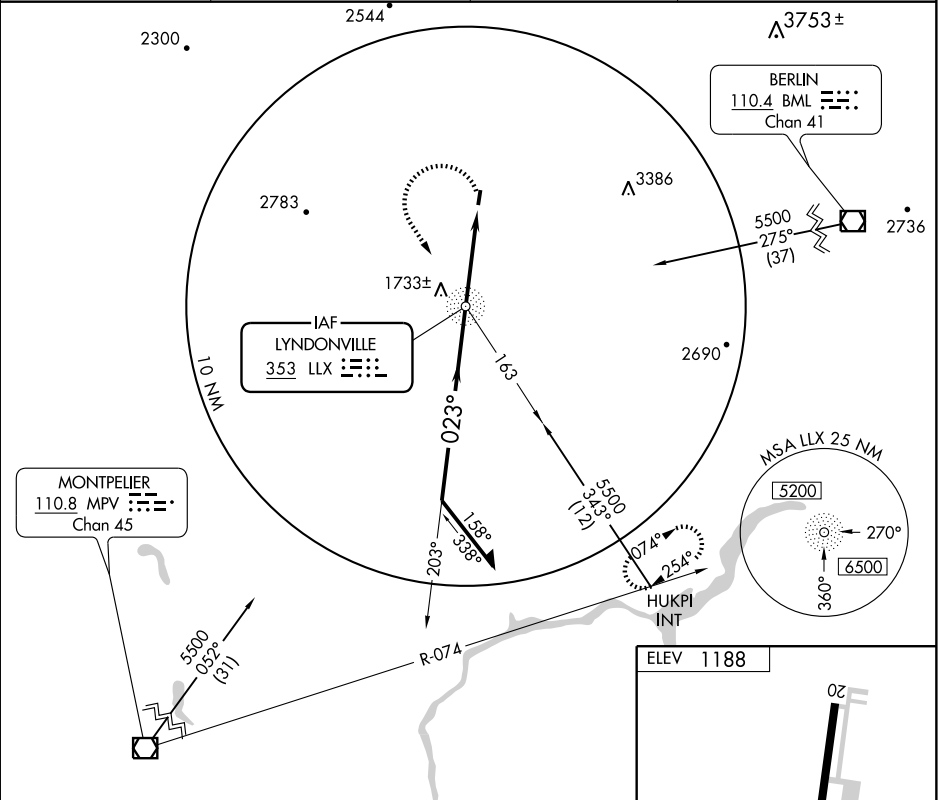 2544
2300
3753±
BERLIN
110.4 BML
Chan 41
3386
2783
5500
275°
(37)
2736
1733±
IAF
LYNDONVILLE
353 LLX
2690
163
10 NM
023°
MSA LLX 25 NM
5200
270°
6500
360°
MONTPELIER
110.8 MPV
Chan 45
5500
343°
(12)
158°
338°
203°
074°
254°
HUKPI
INT
R-074
5500
052°
(31)
ELEV 1188
20